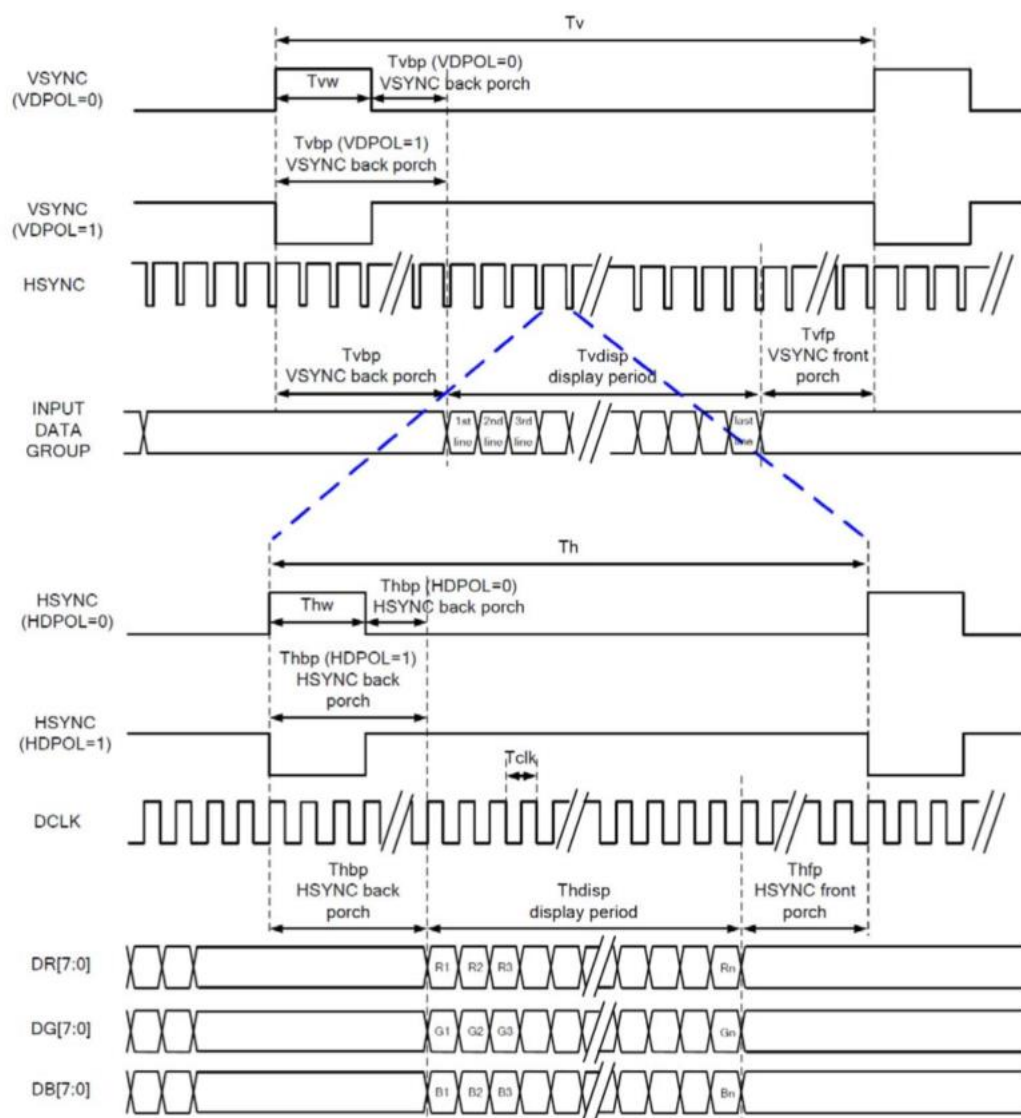 Tv
VSYNC
(VDPOL=0)
Tvw
Tvbp (VDPOL=0)
VSYNC back porch
Tvbp (VDPOL=1)
VSYNC back porch
VSYNC
(VDPOL=1)
HSYNC
Tvbp
VSYNC back porch
Tvdisp
display period
Tvfp
VSYNC front
porch
INPUT
DATA
GROUP
1st
line
2nd
line
3rd
line
last
line
Th
HSYNC
(HDPOL=0)
Thw
Thbp (HDPOL=0)
HSYNC back porch
Thbp (HDPOL=1)
HSYNC back
porch
HSYNC
(HDPOL=1)
Tclk
DCLK
Thbp
HSYNC back
porch
Thdisp
display period
Thfp
HSYNC front
porch
DR[7:0]
R1 R2 R3 Rn
DG[7:0]
G1 G2 G3 Gn
DB[7:0]
B1 B2 B3 Bn